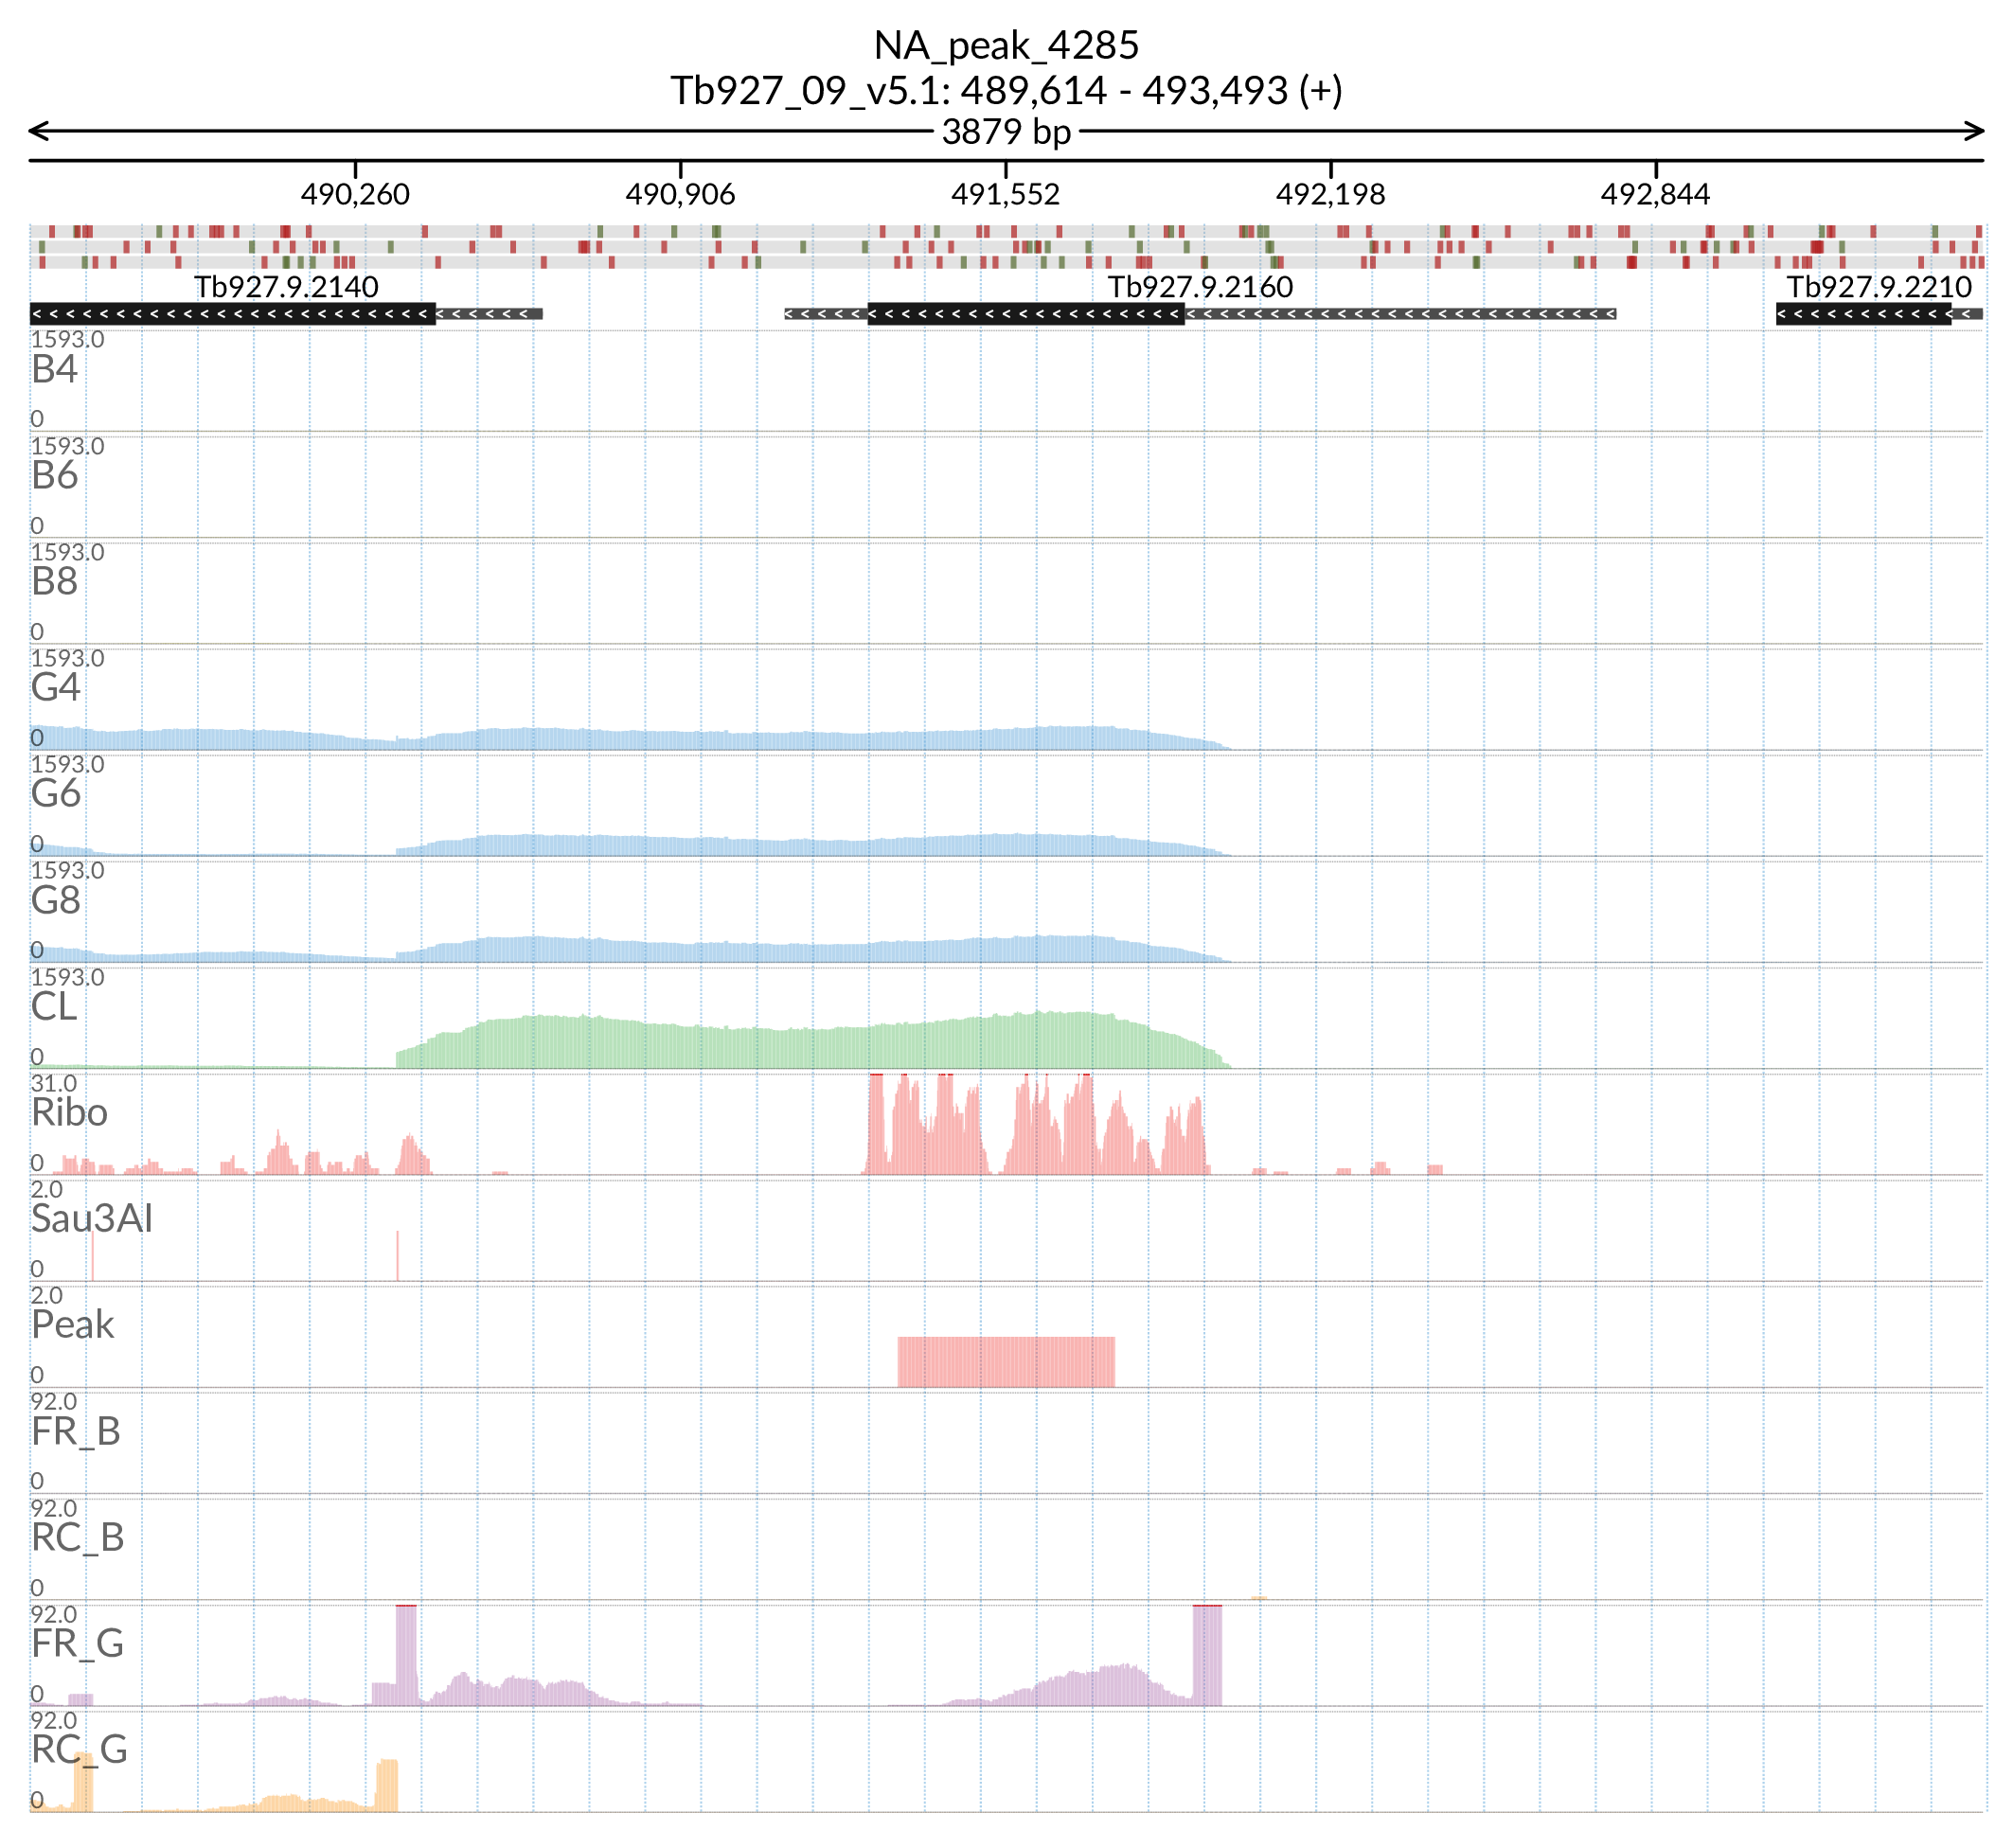 NA_peak_4285
Tb927_09_v5.1: 489,614 - 493,493 (+)
3879 bp
490,260 490,906 491,552 492,198 492,844
Tb927.9.2140 Tb927.9.2160 Tb927.9.2210
1593.0
B4
0
1593.0
B6
0
1593.0
B8
0
1593.0
G4
0
1593.0
G6
0
1593.0
G8
0
1593.0
CL
0
31.0
Ribo
0
2.0
Sau3AI
0
2.0
Peak
0
92.0
FR_B
0
92.0
RC_B
0
92.0
FR_G
0
92.0
RC_G
0